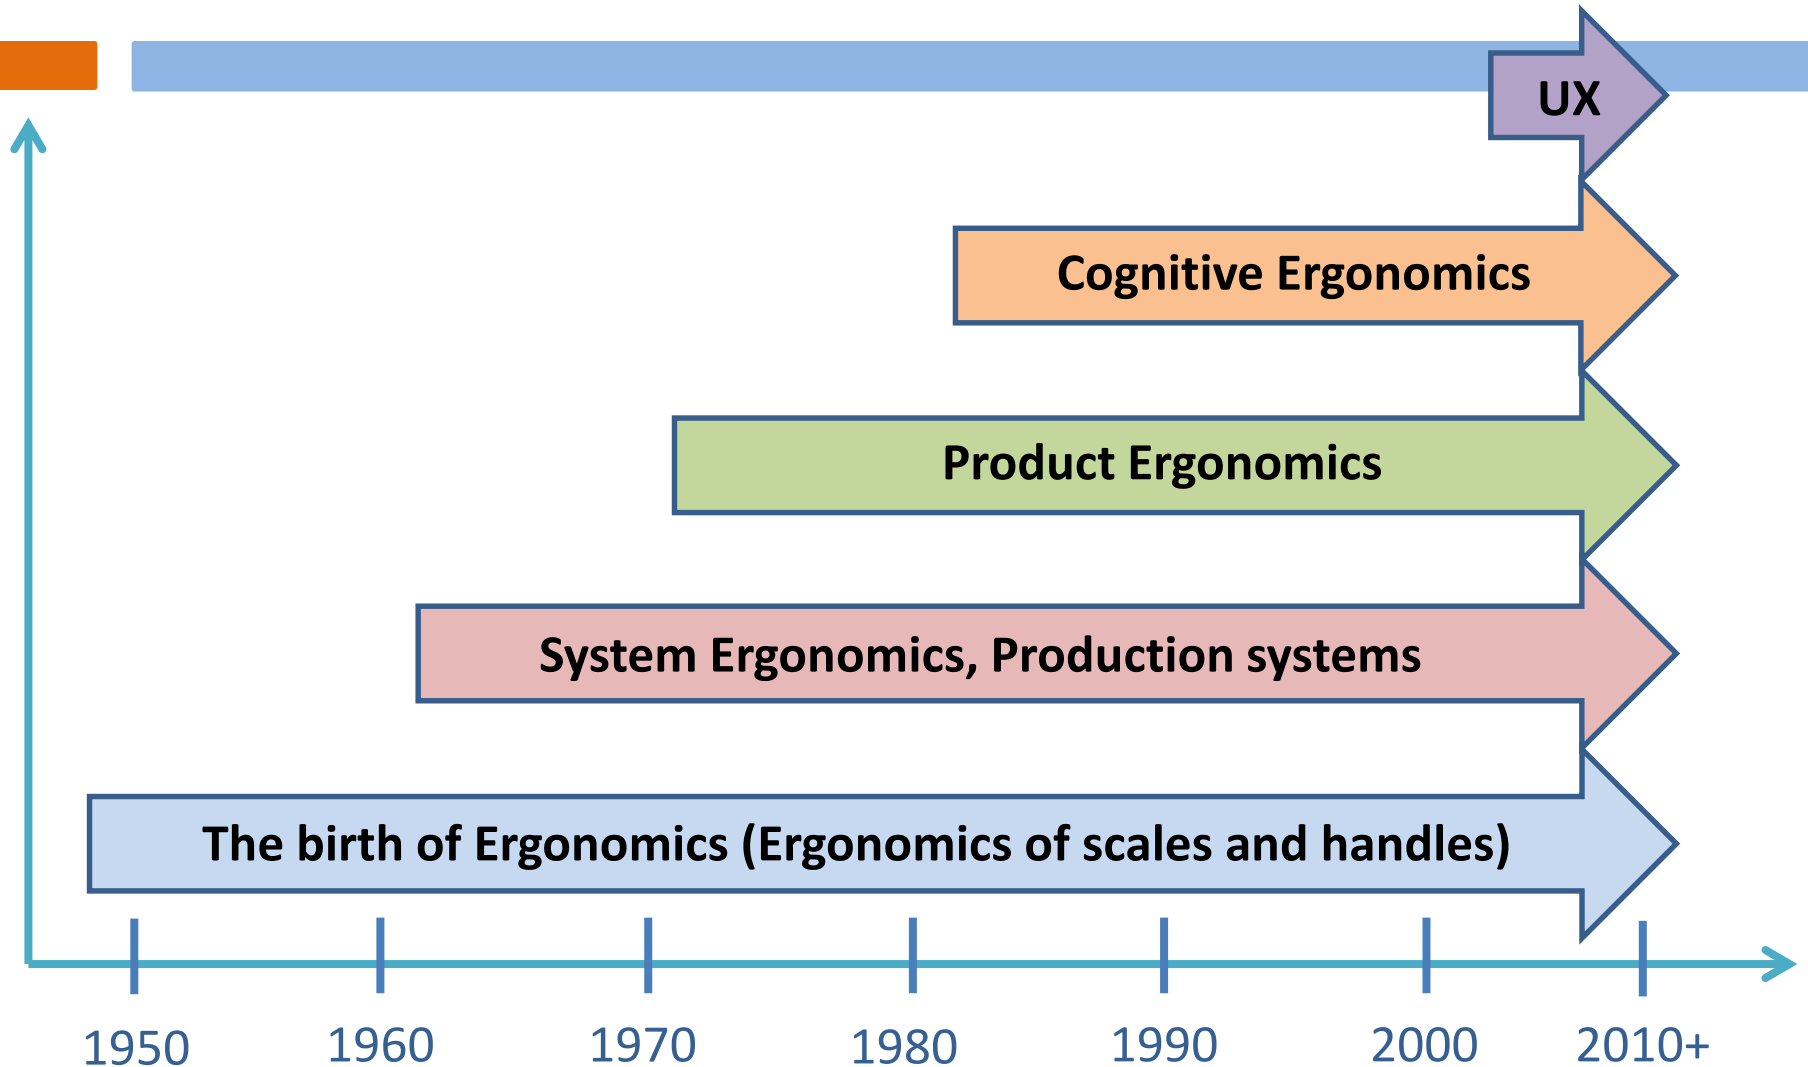 UX
Cognitive Ergonomics
Product Ergonomics
System Ergonomics, Production systems
The birth of Ergonomics (Ergonomics of scales and handles)
1950 1960 1970 1980 1990 2000 2010+